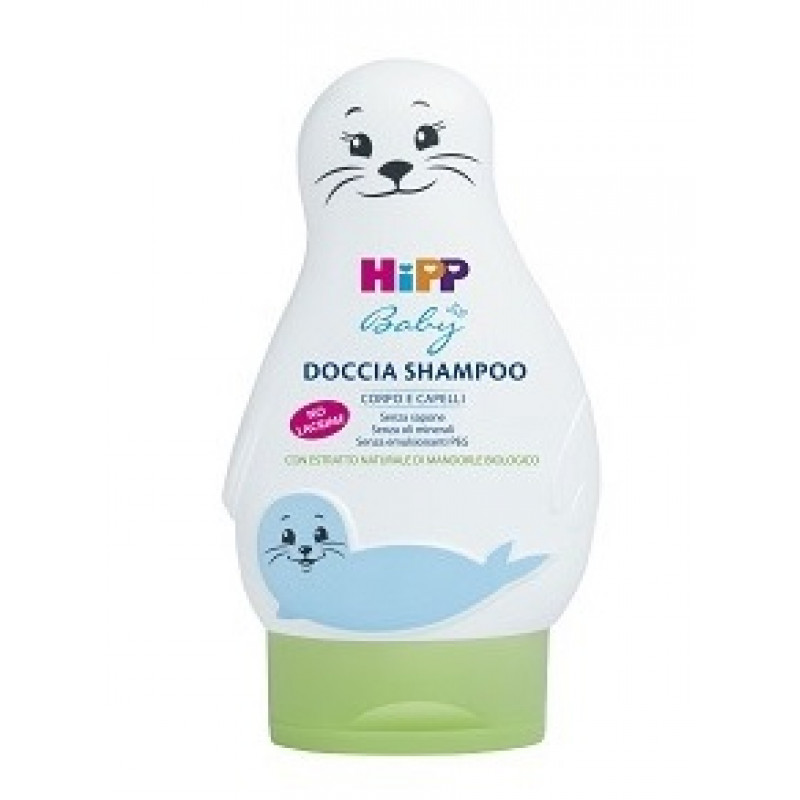 HiPP
Baby
DOCCIA SHAMPOO
CORPO E CAPELLI
NO
LACRIME
Senza sapone
Senza oli minerali
Senza emulsionanti PEG
CON ESTRATTO NATURALE DI MANDORLE BIOLOGICO